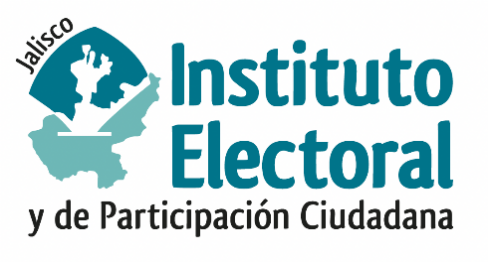 Jalisco
Instituto
Electoral
y de Participación Ciudadana